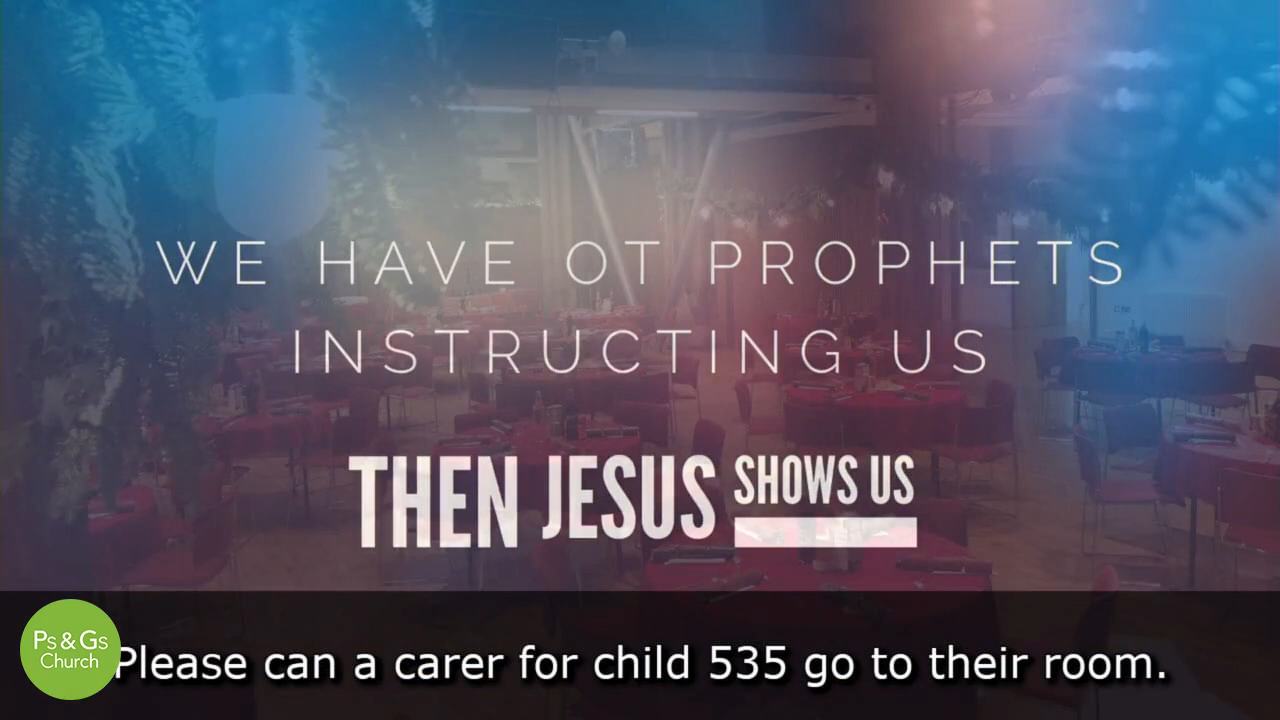 WE HAVE OT PROPHETS
INSTRUCTING US
THEN JESUS SHOWS US
Ps & Gs
Church
Please can a carer for child 535 go to their room.